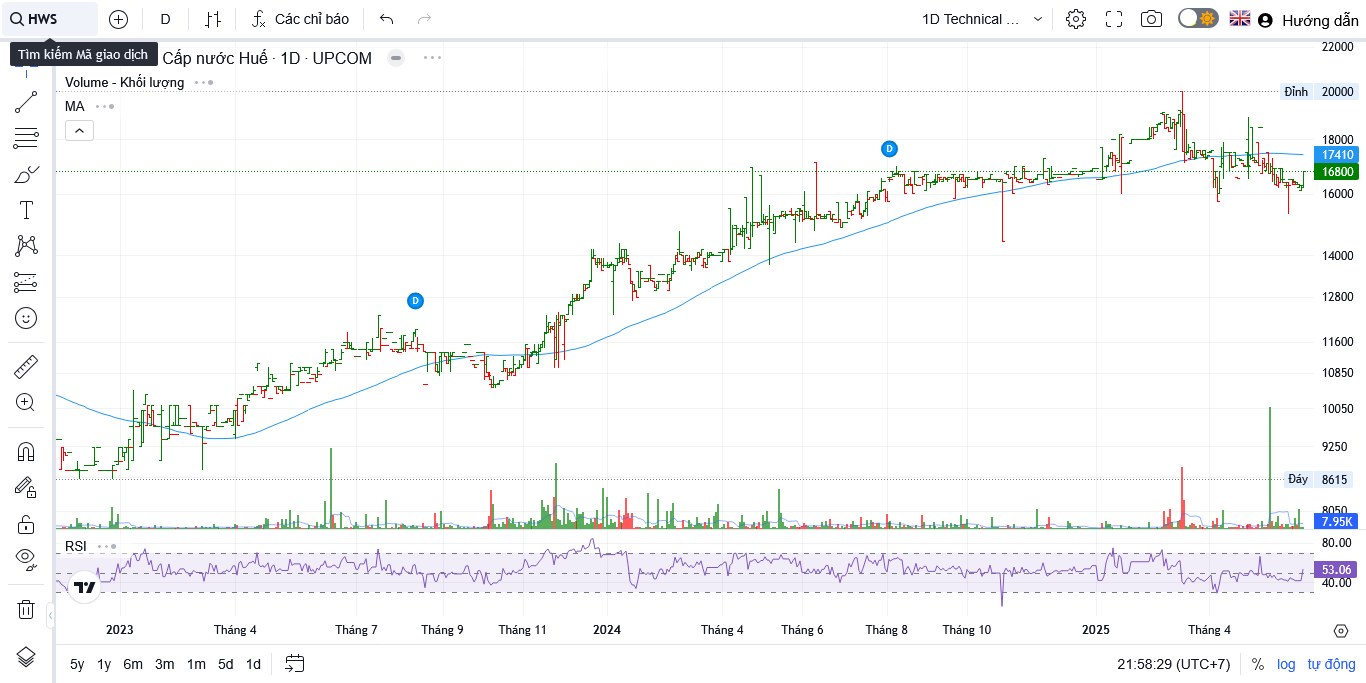 HWS
D
Các chỉ báo
1D Technical ...
Hướng dẫn
Tìm kiếm Mã giao dịch
Cấp nước Huế · 1D · UPCOM
Volume - Khối lượng
MA
D
D
22000
Đỉnh 20000
18000
17410
16800
16000
14000
12800
11600
10850
10050
9250
Đáy 8615
8050
7.95K
RSI
80.00
53.06
40.00
2023 Tháng 4 Tháng 7 Tháng 9 Tháng 11 2024 Tháng 4 Tháng 6 Tháng 8 Tháng 10 2025 Tháng 4
5y 1y 6m 3m 1m 5d 1d
21:58:29 (UTC+7) % log tự động